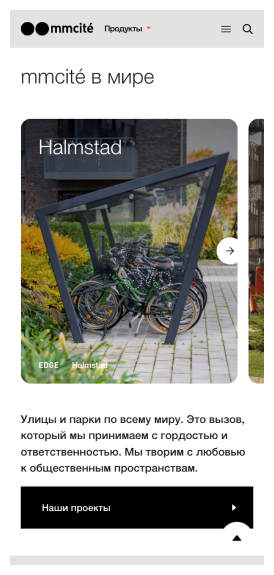 mmcité Продукты
mmcité в мире
Halmstad
EDGE Halmstad
Улицы и парки по всему миру. Это вызов,
который мы принимаем с гордостью и
ответственностью. Мы творим с любовью
к общественным пространствам.
Наши проекты